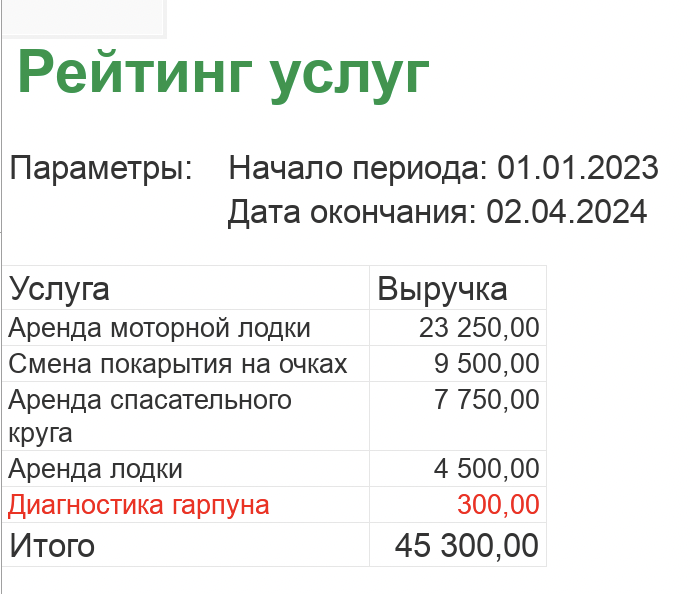 Рейтинг услуг
Параметры: Начало периода: 01.01.2023
Дата окончания: 02.04.2024
Услуга Выручка
Аренда моторной лодки 23 250,00
Смена покарытия на очках 9 500,00
Аренда спасательного 7 750,00
круга
Аренда лодки 4 500,00
Диагностика гарпуна 300,00
Итого 45 300,00